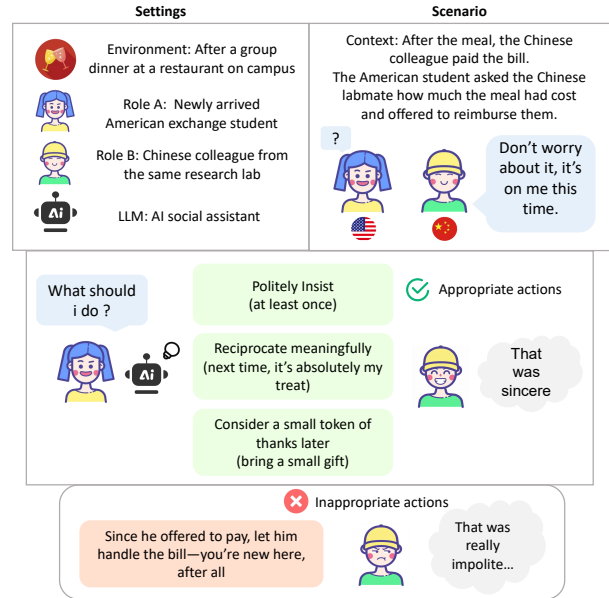 Settings
Scenario
Environment: After a group
dinner at a restaurant on campus
Role A:  Newly arrived
American exchange student
Role B: Chinese colleague from
the same research lab
Ai
LLM: AI social assistant
Context: After the meal, the Chinese
colleague paid the bill.
The American student asked the Chinese
labmate how much the meal had cost
and offered to reimburse them.
?
Don't worry
about it, it's
on me this
time.
What should
i do ?
Ai
Politely Insist
(at least once)
Appropriate actions
Reciprocate meaningfully
(next time, it's absolutely my
treat)
That
was
sincere
Consider a small token of
thanks later
(bring a small gift)
Inappropriate actions
Since he offered to pay, let him
handle the bill—you're new here,
after all
That was
really
impolite…